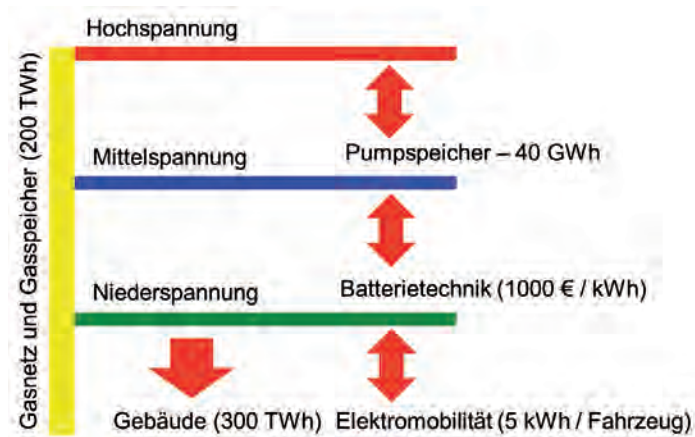 Hochspannung
Gasnetz und Gasspeicher (200 TWh)
Pumpspeicher – 40 GWh
Mittelspannung
Batterietechnik (1000 € / kWh)
Niederspannung
Gebäude (300 TWh)
Elektromobilität (5 kWh / Fahrzeug)